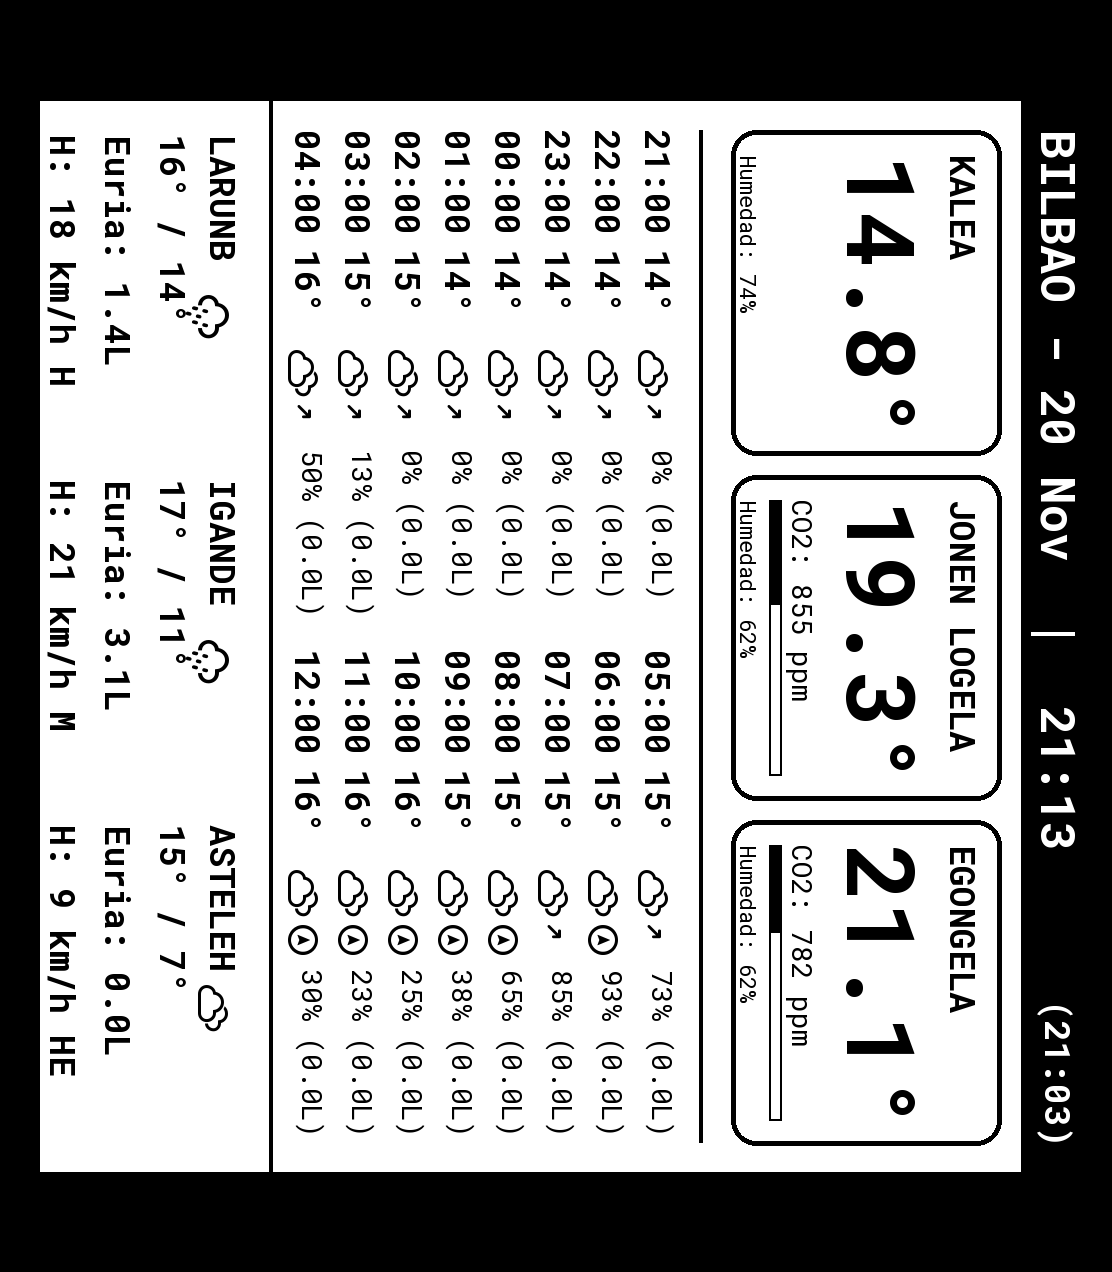 BILBAO - 20 Nov | 21:13 (21:03)
KALEA
14.8°
Humedad: 74%
JONEN LOGELA
19.3°
CO2: 855 ppm
Humedad: 62%
EGONGELA
21.1°
CO2: 782 ppm
Humedad: 62%
21:00 14° ↗ 0% (0.0L)
22:00 14° ↗ 0% (0.0L)
23:00 14° ↗ 0% (0.0L)
00:00 14° ↗ 0% (0.0L)
01:00 14° ↗ 0% (0.0L)
02:00 15° ↗ 0% (0.0L)
03:00 15° ↗ 13% (0.0L)
04:00 16° ↗ 50% (0.0L)
05:00 15° ↗ 73% (0.0L)
06:00 15° 93% (0.0L)
07:00 15° ↗ 85% (0.0L)
08:00 15° 65% (0.0L)
09:00 15° 38% (0.0L)
10:00 16° 25% (0.0L)
11:00 16° 23% (0.0L)
12:00 16° 30% (0.0L)
LARUNB
16° / 14°
Euria: 1.4L
H: 18 km/h H
IGANDE
17° / 11°
Euria: 3.1L
H: 21 km/h M
ASTELEH
15° / 7°
Euria: 0.0L
H: 9 km/h HE